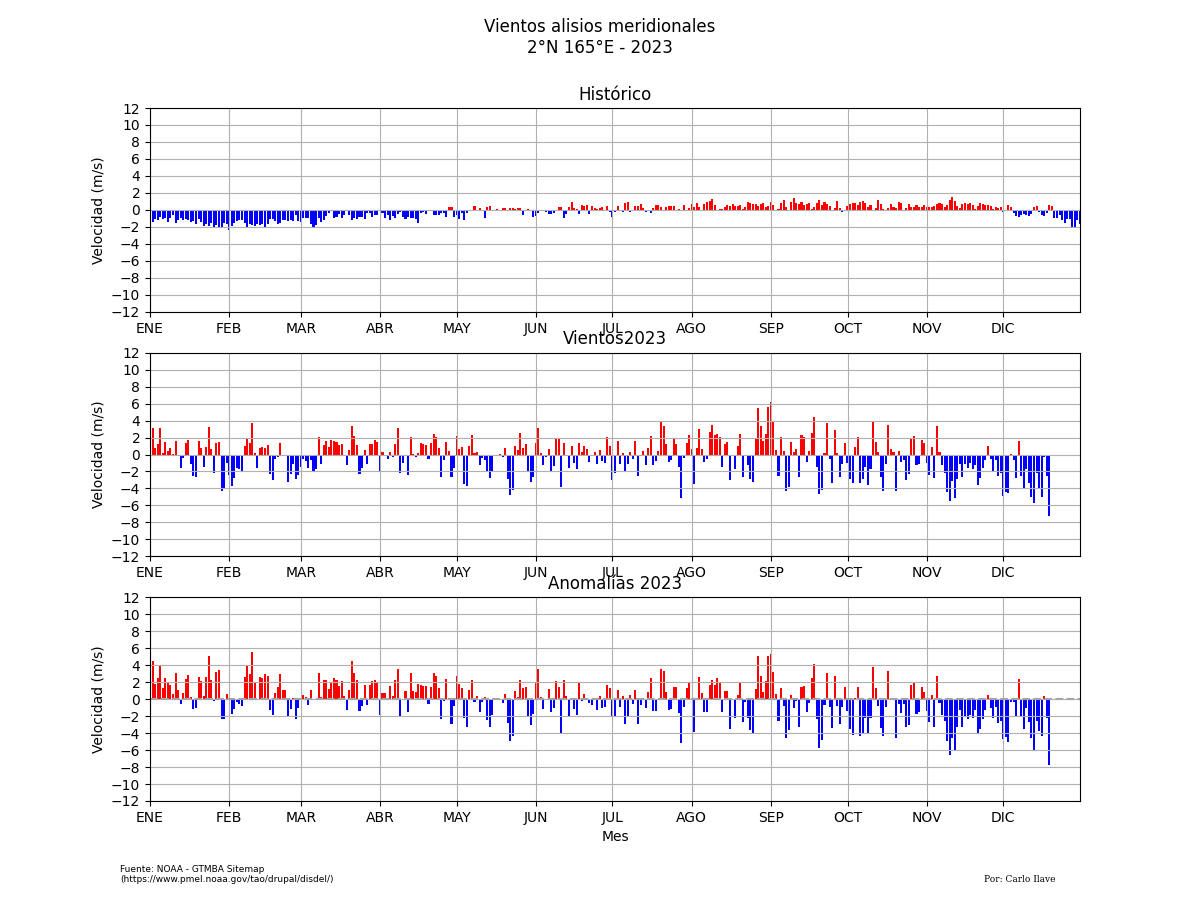 Vientos alisios meridionales
2°N 165°E - 2023
Histórico
12
10
8
6
4
2
0
−2
−4
−6
−8
−10
−12
Velocidad (m/s)
ENE FEB MAR ABR MAY JUN JUL AGO SEP OCT NOV DIC
Vientos2023
12
10
8
6
4
2
0
−2
−4
−6
−8
−10
−12
Velocidad (m/s)
ENE FEB MAR ABR MAY JUN JUL AGO SEP OCT NOV DIC
Anomalías 2023
12
10
8
6
4
2
0
−2
−4
−6
−8
−10
−12
Velocidad (m/s)
ENE FEB MAR ABR MAY JUN JUL AGO SEP OCT NOV DIC
Mes
Fuente: NOAA - GTMBA Sitemap
(https://www.pmel.noaa.gov/tao/drupal/disdel/)
Por: Carlo Ilave